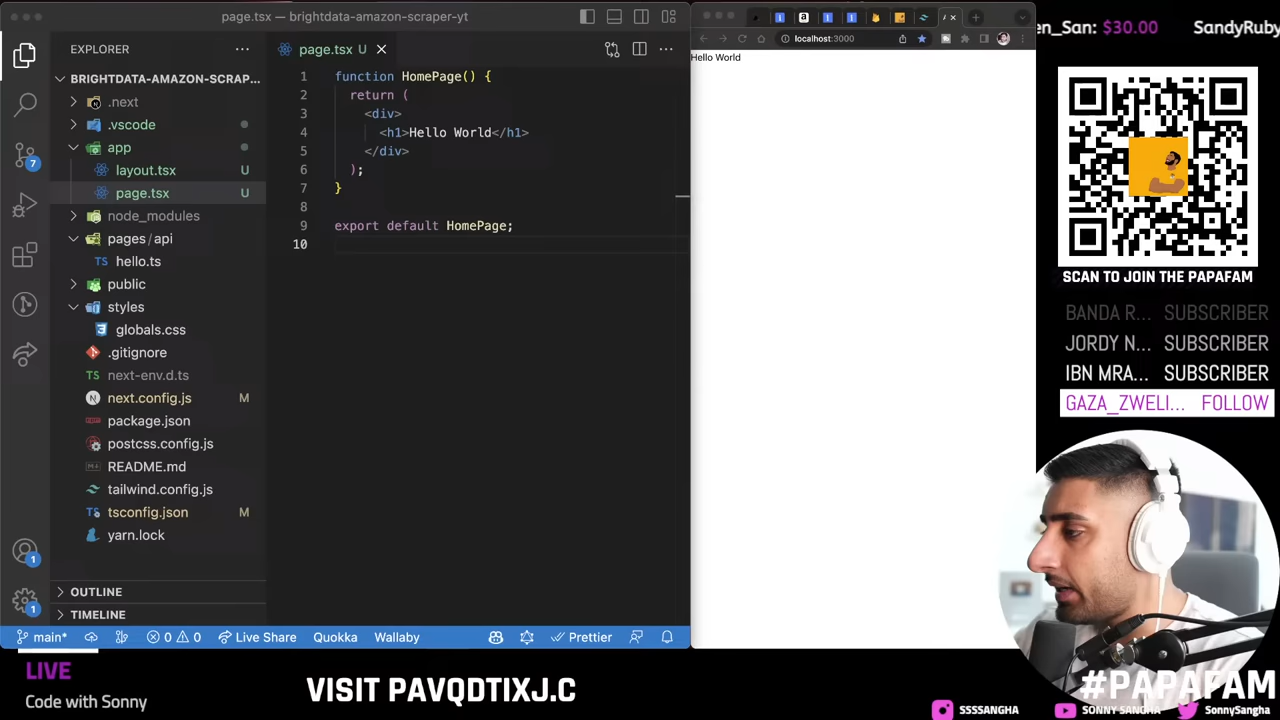 page.tsx — brightdata-amazon-scraper-yt
EXPLORER
BRIGHTDATA-AMAZON-SCRAP...
.next
.vscode
app
layout.tsx U
page.tsx U
node_modules
pages/api
hello.ts
public
styles
globals.css
.gitignore
next-env.d.ts
next.config.js M
package.json
postcss.config.js
README.md
tailwind.config.js
tsconfig.json M
yarn.lock
OUTLINE
TIMELINE
7
1
1
page.tsx U
1 function HomePage() {
2 return (
3 <div>
4 <h1>Hello World</h1>
5 </div>
6 );
7 }
8
9 export default HomePage;
10
main* 0 0 Live Share Quokka Wallaby Prettier
localhost:3000
Hello World
en_San: $30.00 SandyRuby
SCAN TO JOIN THE PAPAFAM
BANDA R... SUBSCRIBER
JORDY N... SUBSCRIBER
IBN MRA... SUBSCRIBER
GAZA_ZWELI... FOLLOW
LIVE
Code with Sonny
VISIT PAVQDTIXJ.C
#PAPAFAM
SSSSANGHA SONNY SANGHA SonnySangha